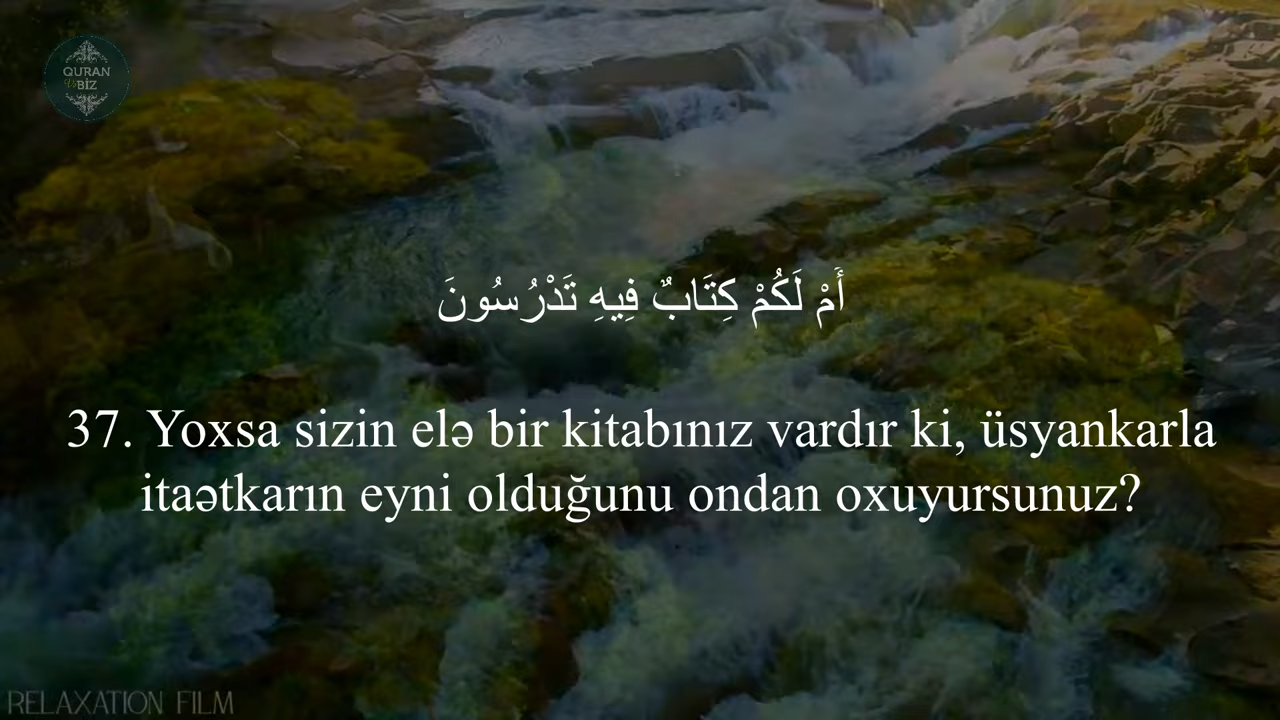 QURAN
Və BİZ
أَمْ لَكُمْ كِتَابٌ فِيهِ تَدْرُسُونَ
37. Yoxsa sizin elə bir kitabınız vardır ki, üsyankarla
itaətkarın eyni olduğunu ondan oxuyursunuz?
RELAXATION FILM